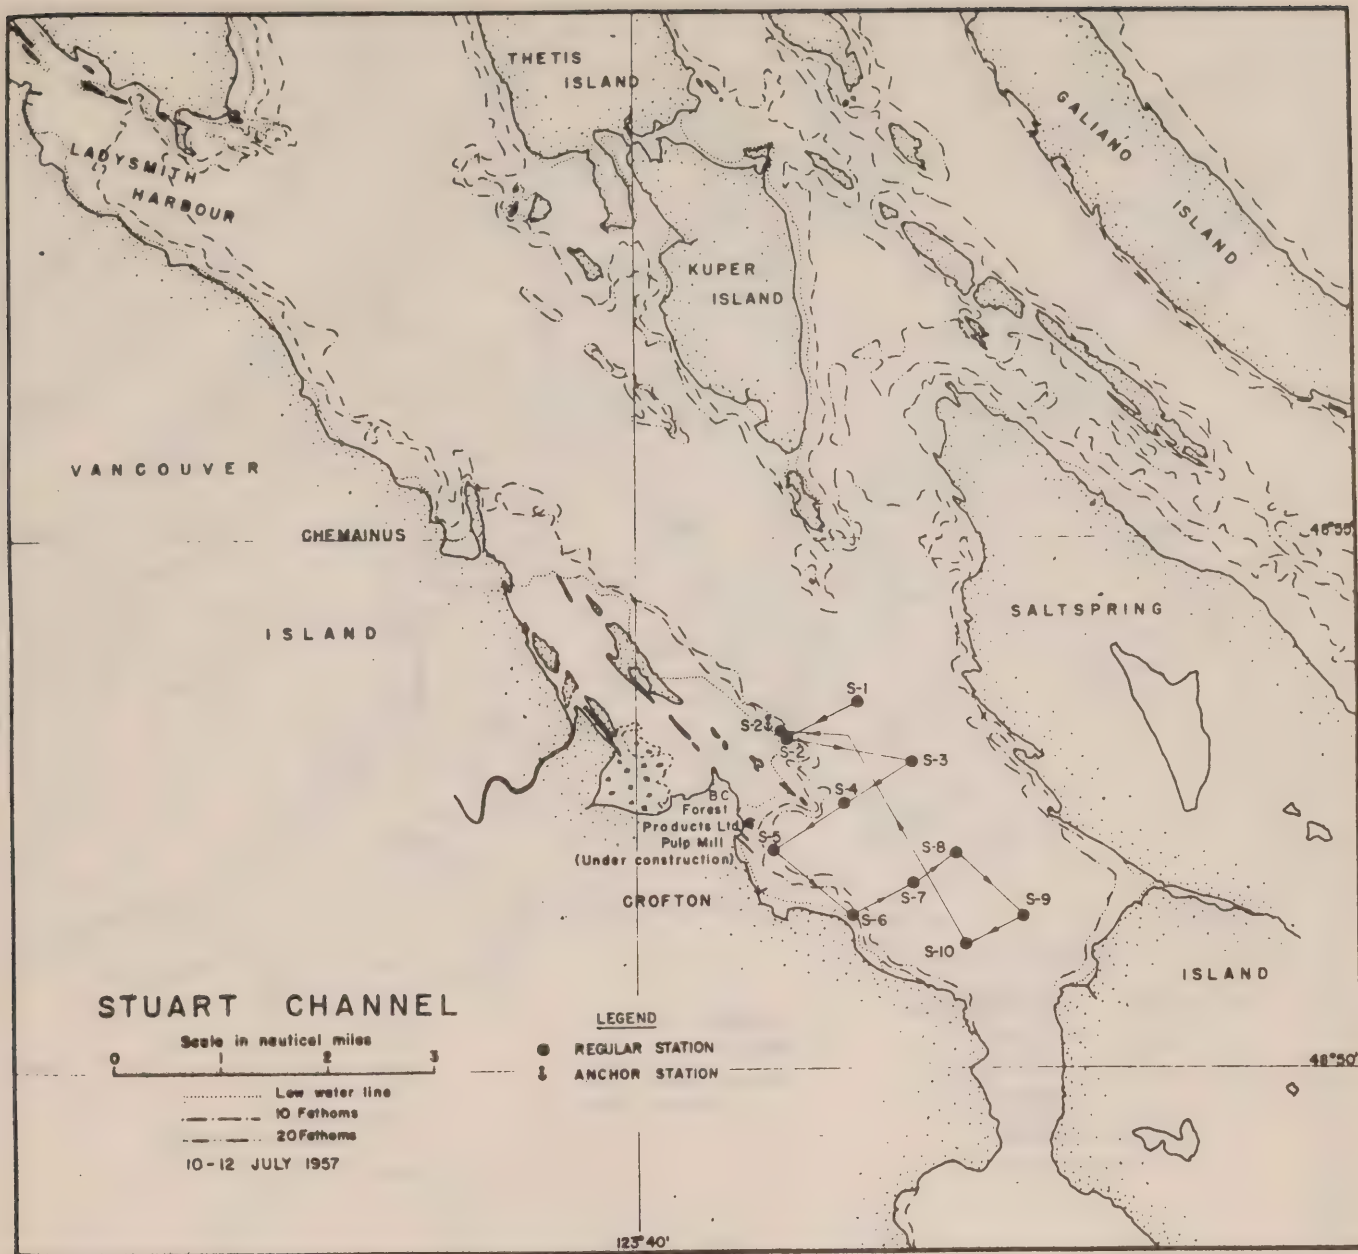 THETIS
ISLAND
GALIANO
ISLAND
LADYSMITH
HARBOUR
KUPER
ISLAND
VANCOUVER
CHEMAINUS
48°55'
ISLAND
SALTSPRING
S-1
S-2
S-2
S-3
S-4
BC
Forest
Products Ltd
Pulp Mill
(Under construction)
S-5
S-8
CROFTON
S-7
S-9
S-6
S-10
ISLAND
STUART CHANNEL
Scale in nautical miles
0 1 2 3
Low water line
10 Fathoms
20 Fathoms
10-12 JULY 1957
LEGEND
REGULAR STATION
ANCHOR STATION
48°50'
123°40'